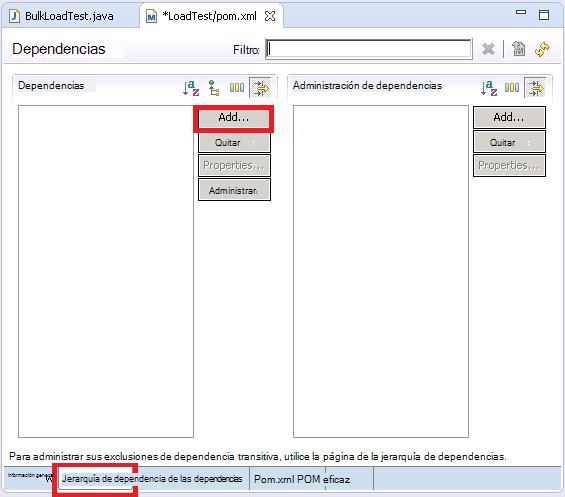 BulkLoadTest.java
*LoadTest/pom.xml
Dependencias
Filtro:
Dependencias
Administración de dependencias
Add...
Quitar
Properties...
Administrar.
Add...
Quitar
Properties...
Para administrar sus exclusiones de dependencia transitiva, utilice la página de la jerarquía de dependencias.
Información general
Jerarquía de dependencia de las dependencias
Pom.xml POM eficaz